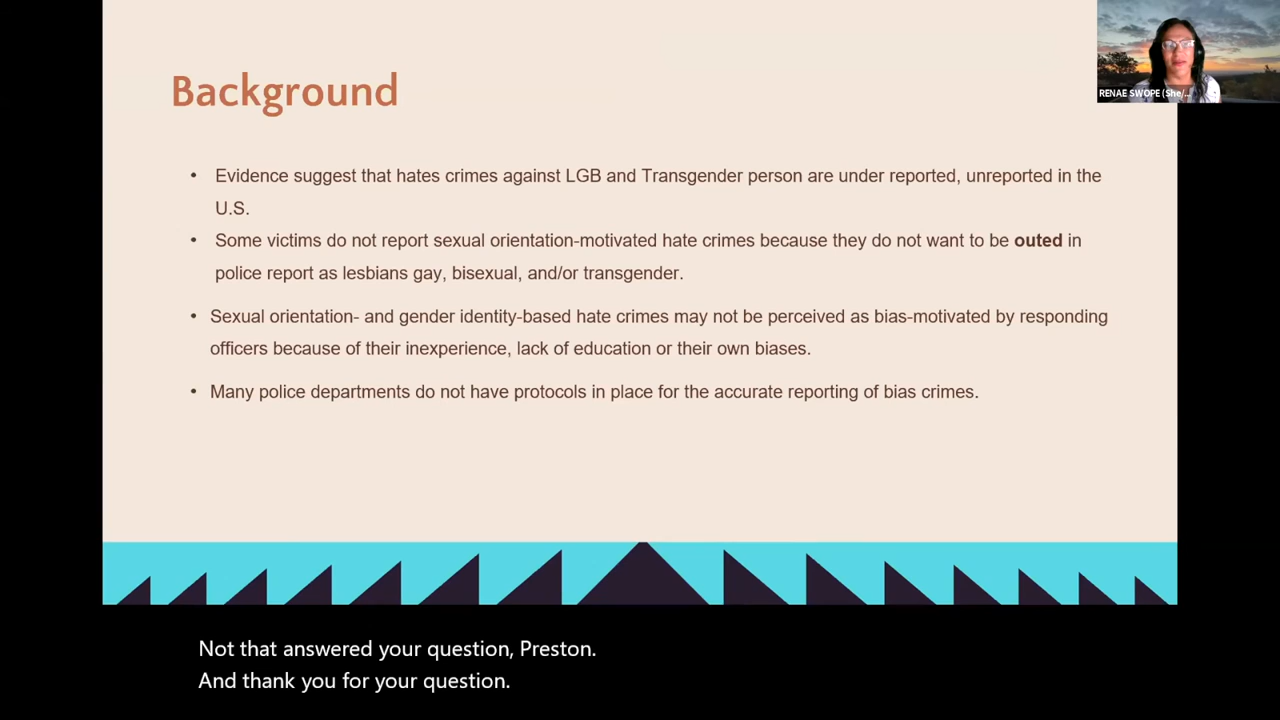 Background
RENAE SWOPE (She/...
• Evidence suggest that hates crimes against LGB and Transgender person are under reported, unreported in the
U.S.
• Some victims do not report sexual orientation-motivated hate crimes because they do not want to be outed in
police report as lesbians gay, bisexual, and/or transgender.
• Sexual orientation- and gender identity-based hate crimes may not be perceived as bias-motivated by responding
officers because of their inexperience, lack of education or their own biases.
• Many police departments do not have protocols in place for the accurate reporting of bias crimes.
Not that answered your question, Preston.
And thank you for your question.